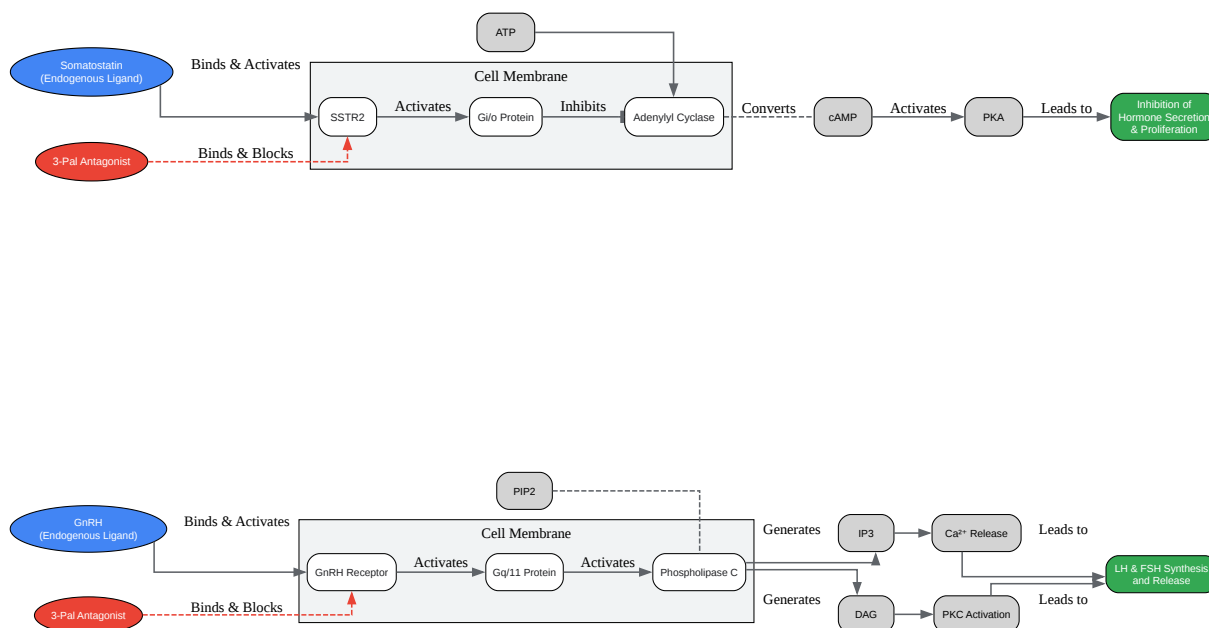 ATP
Somatostatin
(Endogenous Ligand)
Binds & Activates
Cell Membrane
SSTR2
Activates
Gi/o Protein
Inhibits
Adenylyl Cyclase
Converts
cAMP
Activates
PKA
Leads to
Inhibition of
Hormone Secretion
& Proliferation
3-Pal Antagonist
Binds & Blocks
PIP2
GnRH
(Endogenous Ligand)
Binds & Activates
Cell Membrane
GnRH Receptor
Activates
Gq/11 Protein
Activates
Phospholipase C
Generates
IP3
Ca²⁺ Release
Leads to
LH & FSH Synthesis
and Release
3-Pal Antagonist
Binds & Blocks
Generates
DAG
PKC Activation
Leads to